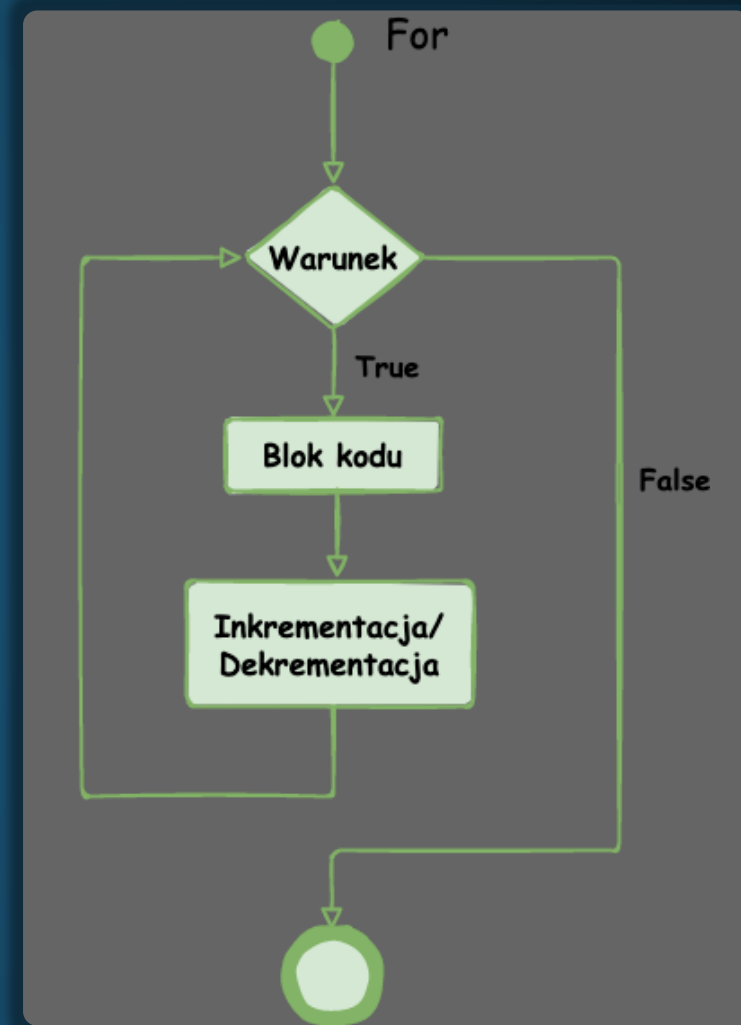 For
Warunek
True
Blok kodu
False
Inkrementacja/
Dekrementacja